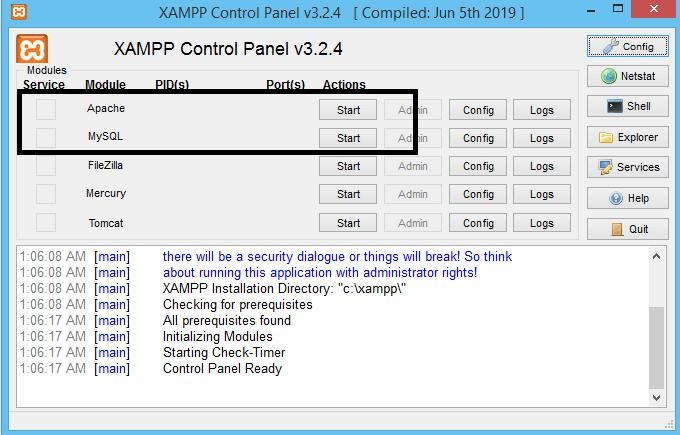 XAMPP Control Panel v3.2.4 [ Compiled: Jun 5th 2019 ]
XAMPP Control Panel v3.2.4
Config
Modules
Service Module PID(s) Port(s) Actions
Netstat
Apache Start Admin Config Logs
Shell
MySQL Start Admin Config Logs
Explorer
FileZilla Start Admin Config Logs
Services
Mercury Start Admin Config Logs
Help
Tomcat Start Admin Config Logs
Quit
1:06:08 AM [main] there will be a security dialogue or things will break! So think
1:06:08 AM [main] about running this application with administrator rights!
1:06:08 AM [main] XAMPP Installation Directory: "c:\xampp\"
1:06:08 AM [main] Checking for prerequisites
1:06:17 AM [main] All prerequisites found
1:06:17 AM [main] Initializing Modules
1:06:17 AM [main] Starting Check-Timer
1:06:17 AM [main] Control Panel Ready